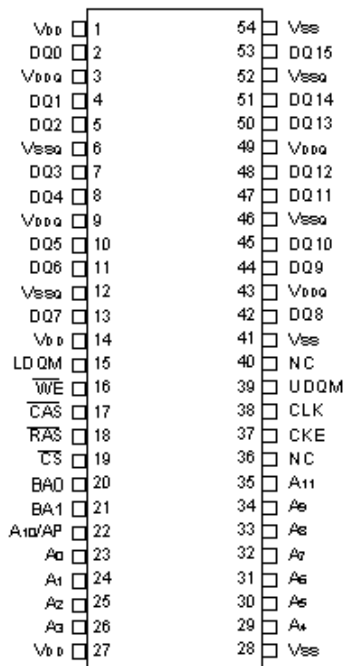 VDD 1 54 VSS
DQ0 2 53 DQ15
VDDQ 3 52 VSSQ
DQ1 4 51 DQ14
DQ2 5 50 DQ13
VSSQ 6 49 VDDQ
DQ3 7 48 DQ12
DQ4 8 47 DQ11
VDDQ 9 46 VSSQ
DQ5 10 45 DQ10
DQ6 11 44 DQ9
VSSQ 12 43 VDDQ
DQ7 13 42 DQ8
VDD 14 41 VSS
LDQM 15 40 NC
WE 16 39 UDQM
CAS 17 38 CLK
RAS 18 37 CKE
CS 19 36 NC
BA0 20 35 A11
BA1 21 34 A9
A10/AP 22 33 A8
A0 23 32 A7
A1 24 31 A6
A2 25 30 A5
A3 26 29 A4
VDD 27 28 VSS